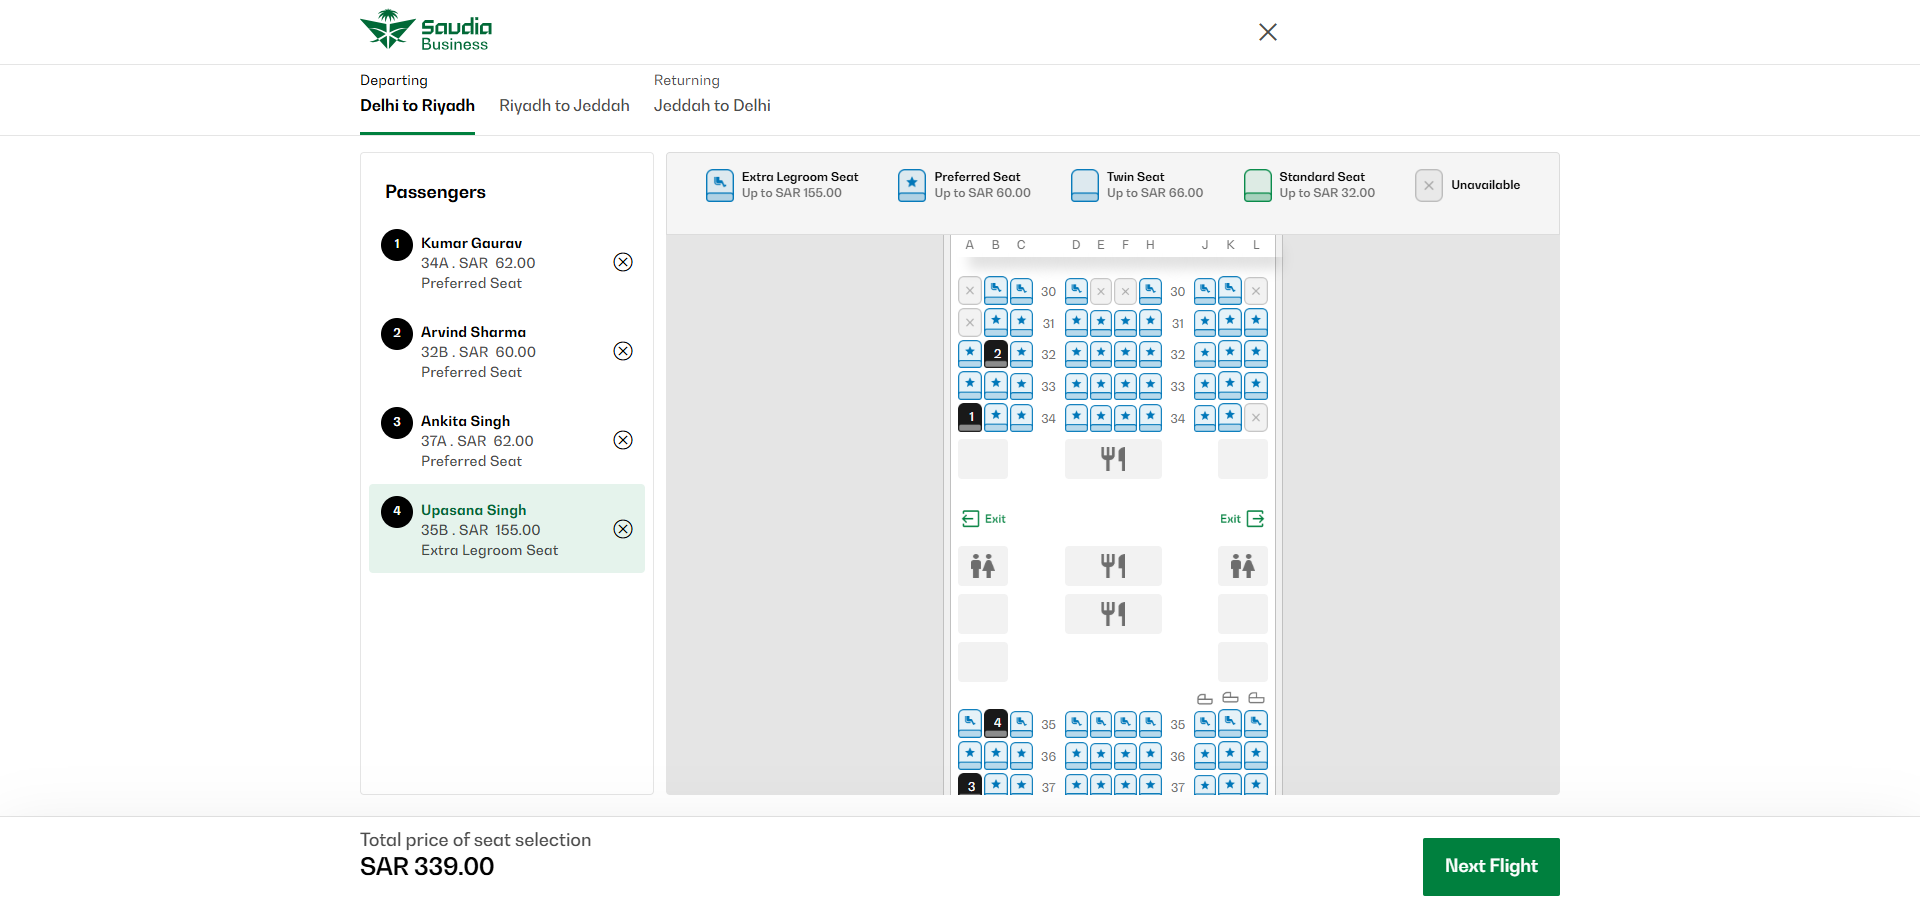 Saudia
Business
Departing
Delhi to Riyadh
Riyadh to Jeddah
Returning
Jeddah to Delhi
Passengers
1
Kumar Gaurav
34A . SAR 62.00
Preferred Seat
2
Arvind Sharma
32B . SAR 60.00
Preferred Seat
3
Ankita Singh
37A . SAR 62.00
Preferred Seat
4
Upasana Singh
35B . SAR 155.00
Extra Legroom Seat
Extra Legroom Seat
Up to SAR 155.00
Preferred Seat
Up to SAR 60.00
Twin Seat
Up to SAR 66.00
Standard Seat
Up to SAR 32.00
Unavailable
A B C D E F H J K L
30 30
31 31
2 32 32
33 33
1 34 34
Exit Exit
4 35 35
36 36
3 37 37
Total price of seat selection
SAR 339.00
Next Flight